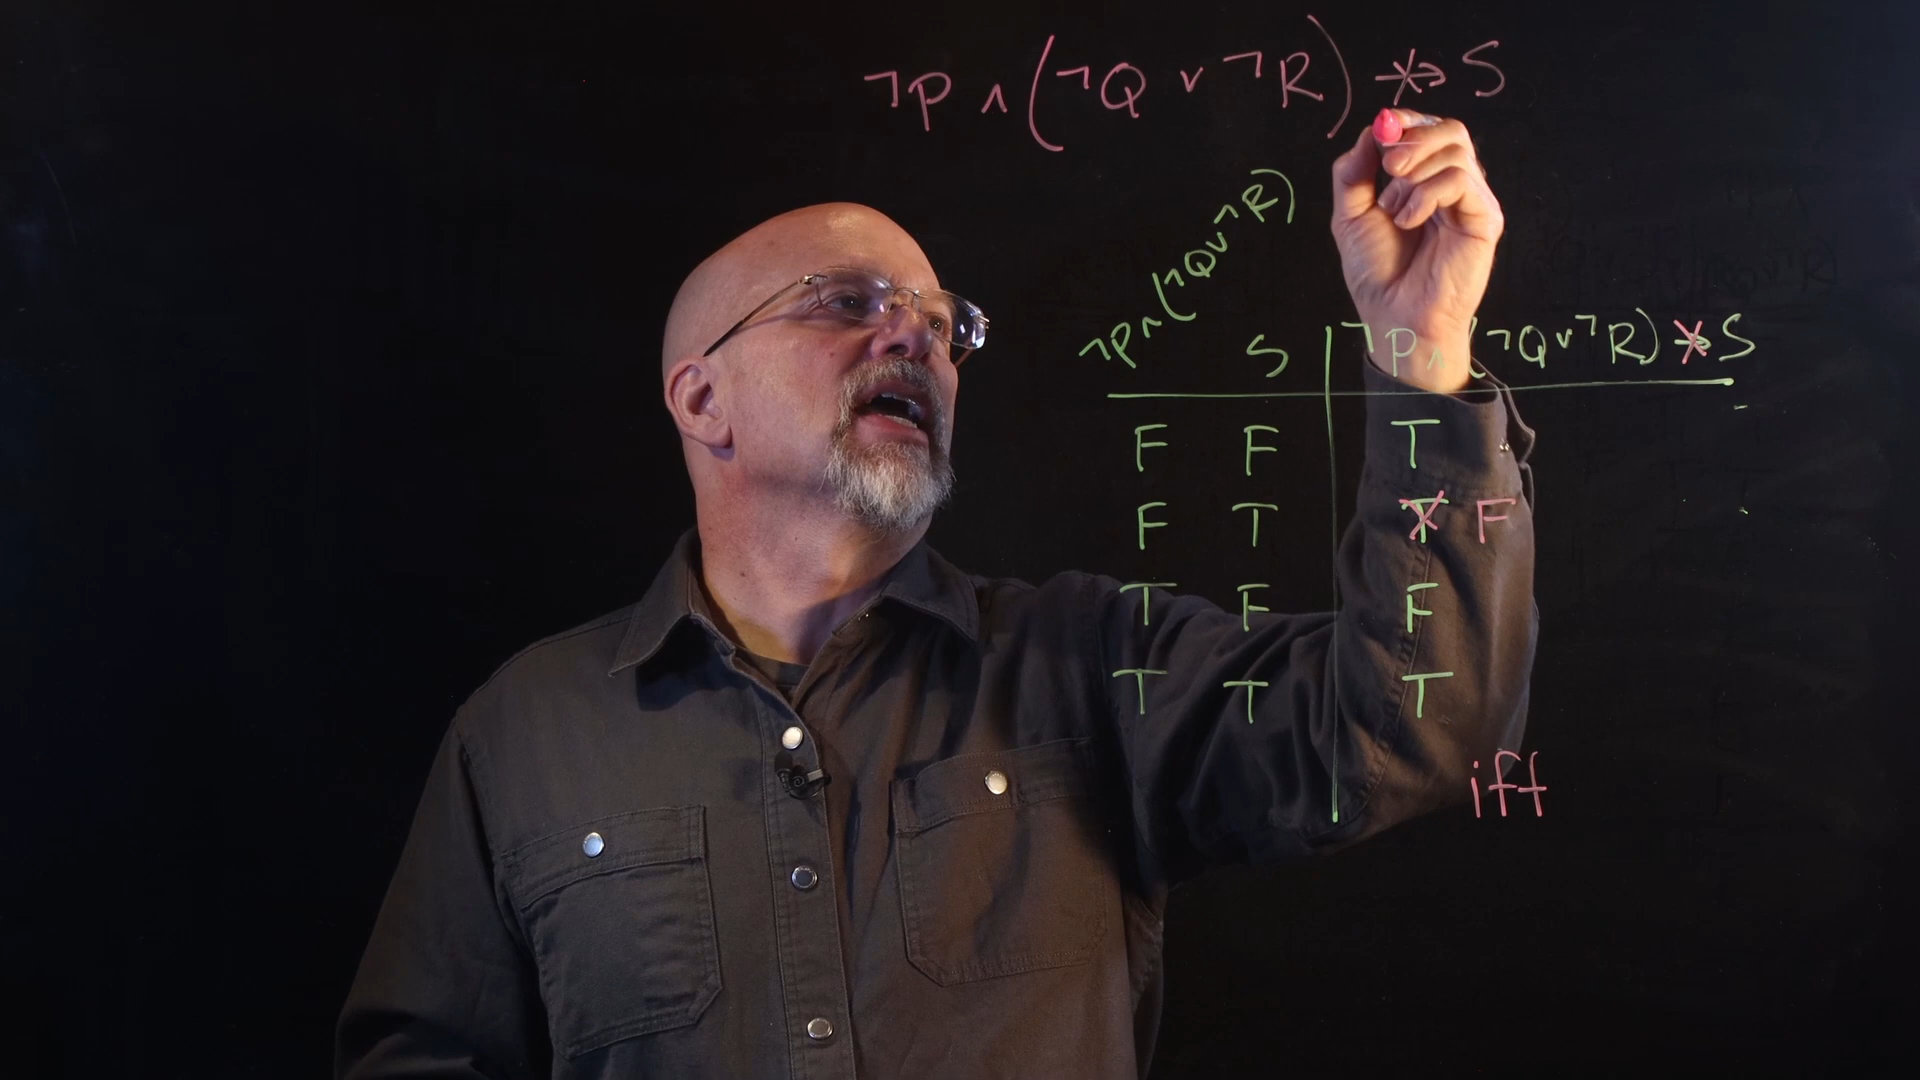 ¬P ∧ (¬Q ∨ ¬R) → S
¬P ∧ (¬Q ∨ ¬R) S ¬P ∧ (¬Q ∨ ¬R) → S
F F T
F T T F
T F F
T T T
iff